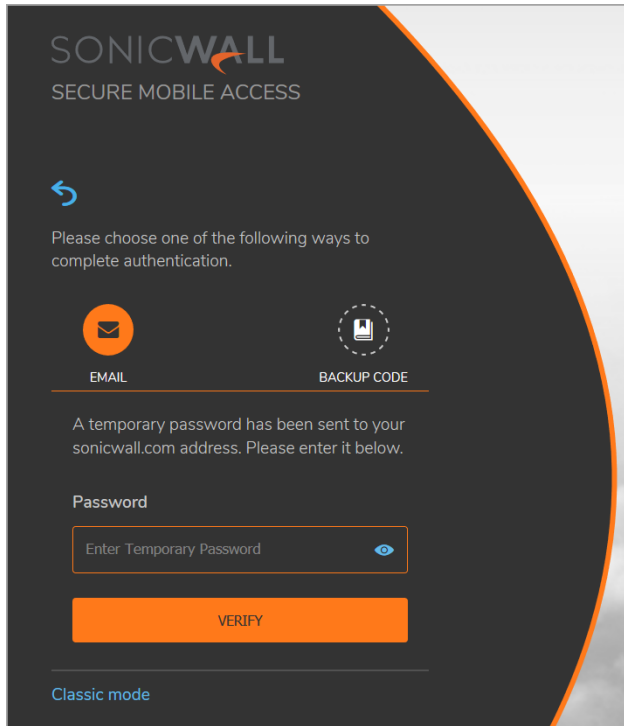 SONICWALL
SECURE MOBILE ACCESS
Please choose one of the following ways to
complete authentication.
EMAIL
BACKUP CODE
A temporary password has been sent to your
sonicwall.com address. Please enter it below.
Password
Enter Temporary Password
VERIFY
Classic mode